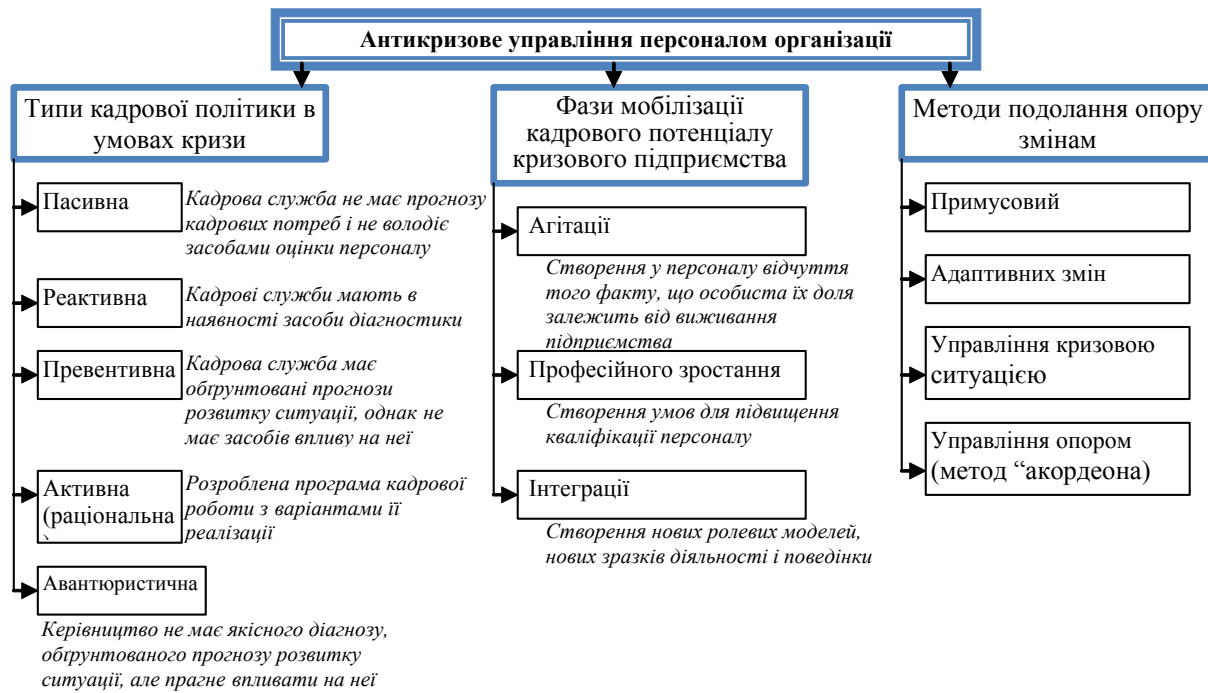 Антикризове управління персоналом організації
Типи кадрової політики в
умовах кризи
Пасивна
Кадрова служба не має прогнозу
кадрових потреб і не володіє
засобами оцінки персоналу
Реактивна
Кадрові служби мають в
наявності засоби діагностики
Превентивна
Кадрова служба має
обґрунтовані прогнози
розвитку ситуації, однак не
має засобів впливу на неї
Активна
(раціональна
)
Розроблена програма кадрової
роботи з варіантами її
реалізації
Авантюристична
Керівництво не має якісного діагнозу,
обґрунтованого прогнозу розвитку
ситуації, але прагне впливати на неї
Фази мобілізації
кадрового потенціалу
кризового підприємства
Агітації
Створення у персоналу відчуття
того факту, що особиста їх доля
залежить від виживання
підприємства
Професійного зростання
Створення умов для підвищення
кваліфікації персоналу
Інтеграції
Створення нових ролевих моделей,
нових зразків діяльності і поведінки
Методи подолання опору
змінам
Примусовий
Адаптивних змін
Управління кризовою
ситуацією
Управління опором
(метод “акордеона)